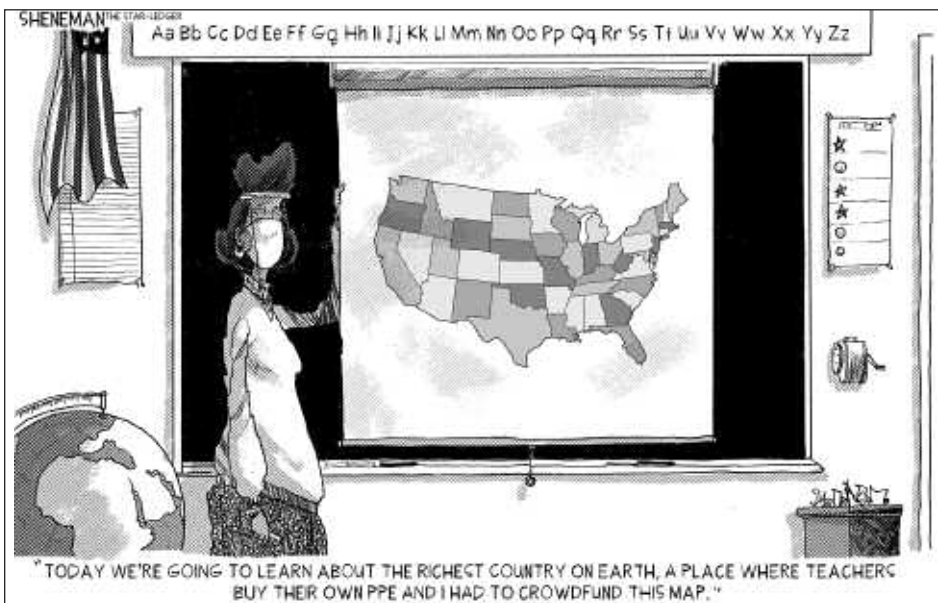 SHENEMAN THE STAR-LEDGER
Aa Bb Cc Dd Ee Ff Gg Hh Ii Jj Kk Ll Mm Nn Oo Pp Qq Rr Ss Tt Uu Vv Ww Xx Yy Zz
"TODAY WE'RE GOING TO LEARN ABOUT THE RICHEST COUNTRY ON EARTH, A PLACE WHERE TEACHERS
BUY THEIR OWN PPE AND I HAD TO CROWDFUND THIS MAP."